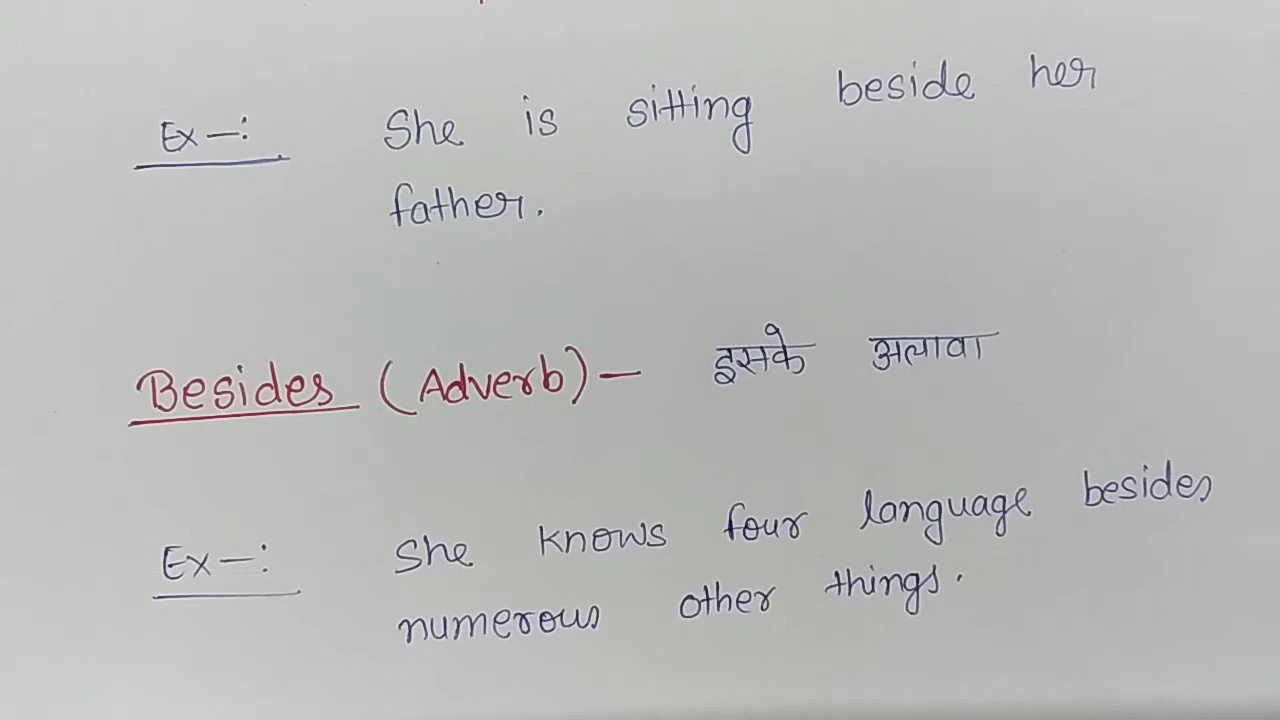 Ex-: She is sitting beside her
father.
Besides (Adverb) - इसके अलावा
Ex-: She knows four language besides
numerous other things.